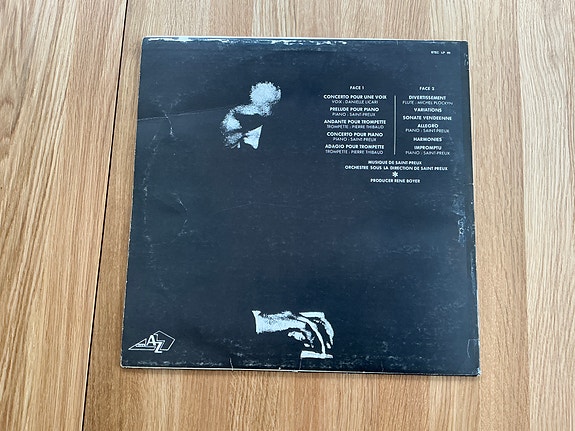 STEC LP 85
FACE 1
CONCERTO POUR UNE VOIX
VOIX : DANIELLE LICARI
PRELUDE POUR PIANO
PIANO : SAINT-PREUX
ANDANTE POUR TROMPETTE
TROMPETTE : PIERRE THIBAUD
CONCERTO POUR PIANO
PIANO : SAINT-PREUX
ADAGIO POUR TROMPETTE
TROMPETTE : PIERRE THIBAUD
FACE 2
DIVERTISSEMENT
FLUTE : MICHEL PLOCKYN
VARIATIONS
SONATE VENDEENNE
ALLEGRO
PIANO : SAINT-PREUX
HARMONIES
IMPROMPTU
PIANO : SAINT-PREUX
MUSIQUE DE SAINT-PREUX
ORCHESTRE SOUS LA DIRECTION DE SAINT PREUX
PRODUCER RENE BOYER
AZ